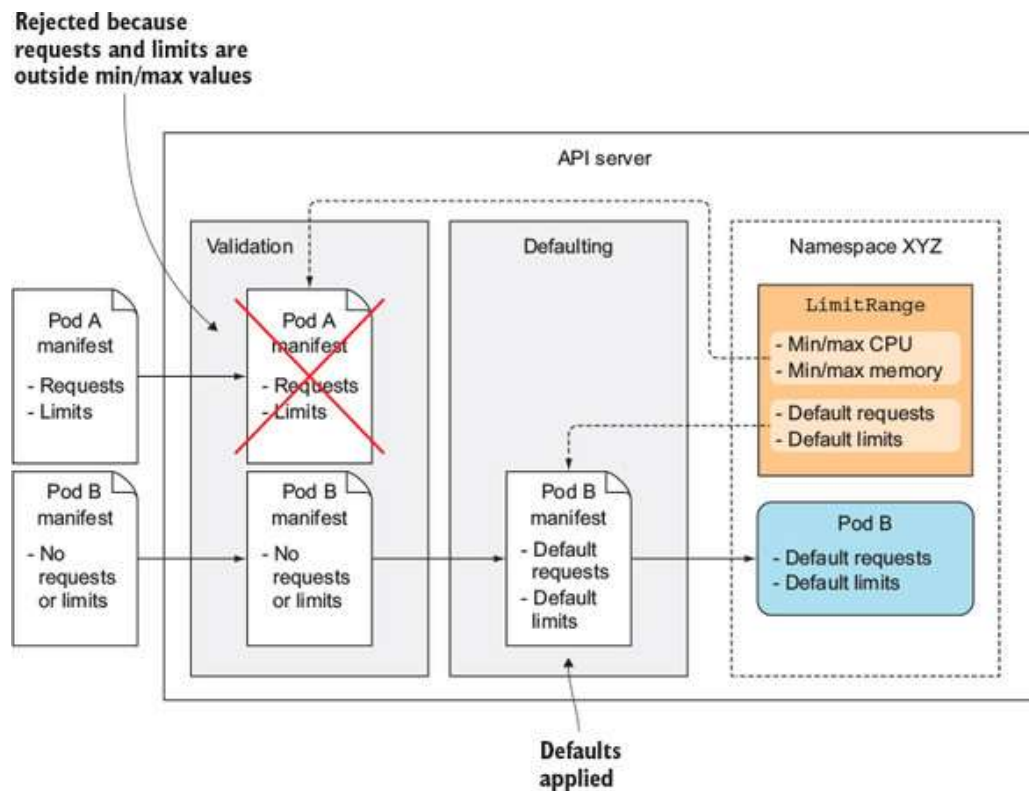 Rejected because
requests and limits are
outside min/max values
API server
Validation
Defaulting
Namespace XYZ
Pod A
manifest
- Requests
- Limits
Pod A
manifest
- Requests
- Limits
LimitRange
- Min/max CPU
- Min/max memory
- Default requests
- Default limits
Pod B
manifest
- No
requests
or limits
Pod B
manifest
- No
requests
or limits
Pod B
manifest
- Default
requests
- Default
limits
Pod B
- Default requests
- Default limits
Defaults
applied